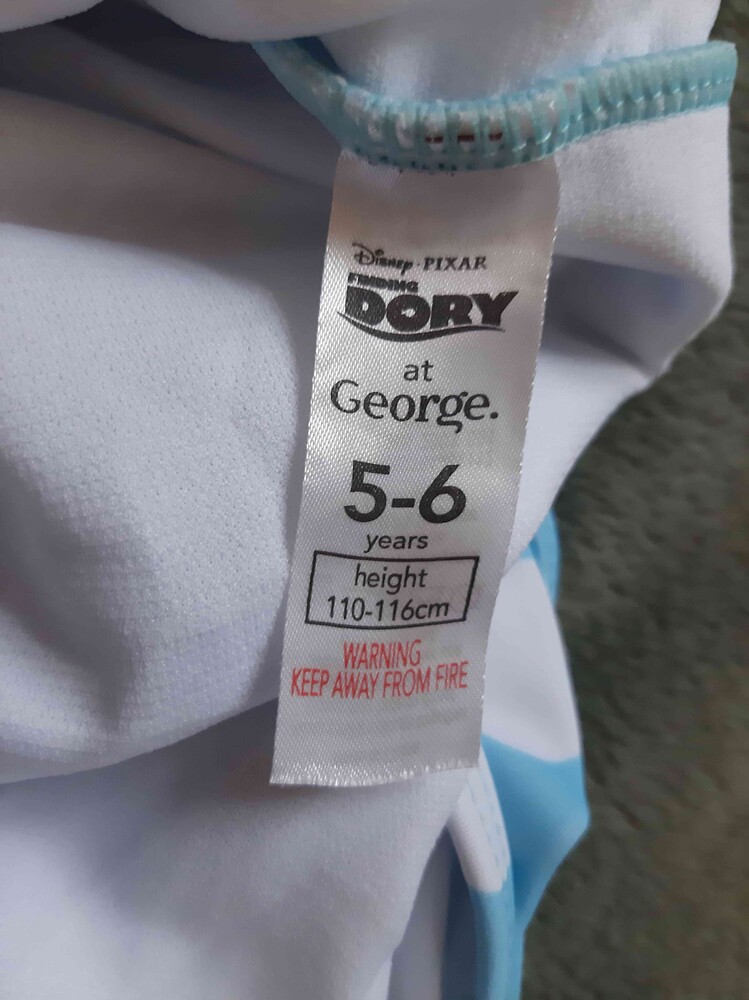 Disney · PIXAR
FINDING
DORY
at
George.
5-6
years
height
110-116cm
WARNING
KEEP AWAY FROM FIRE